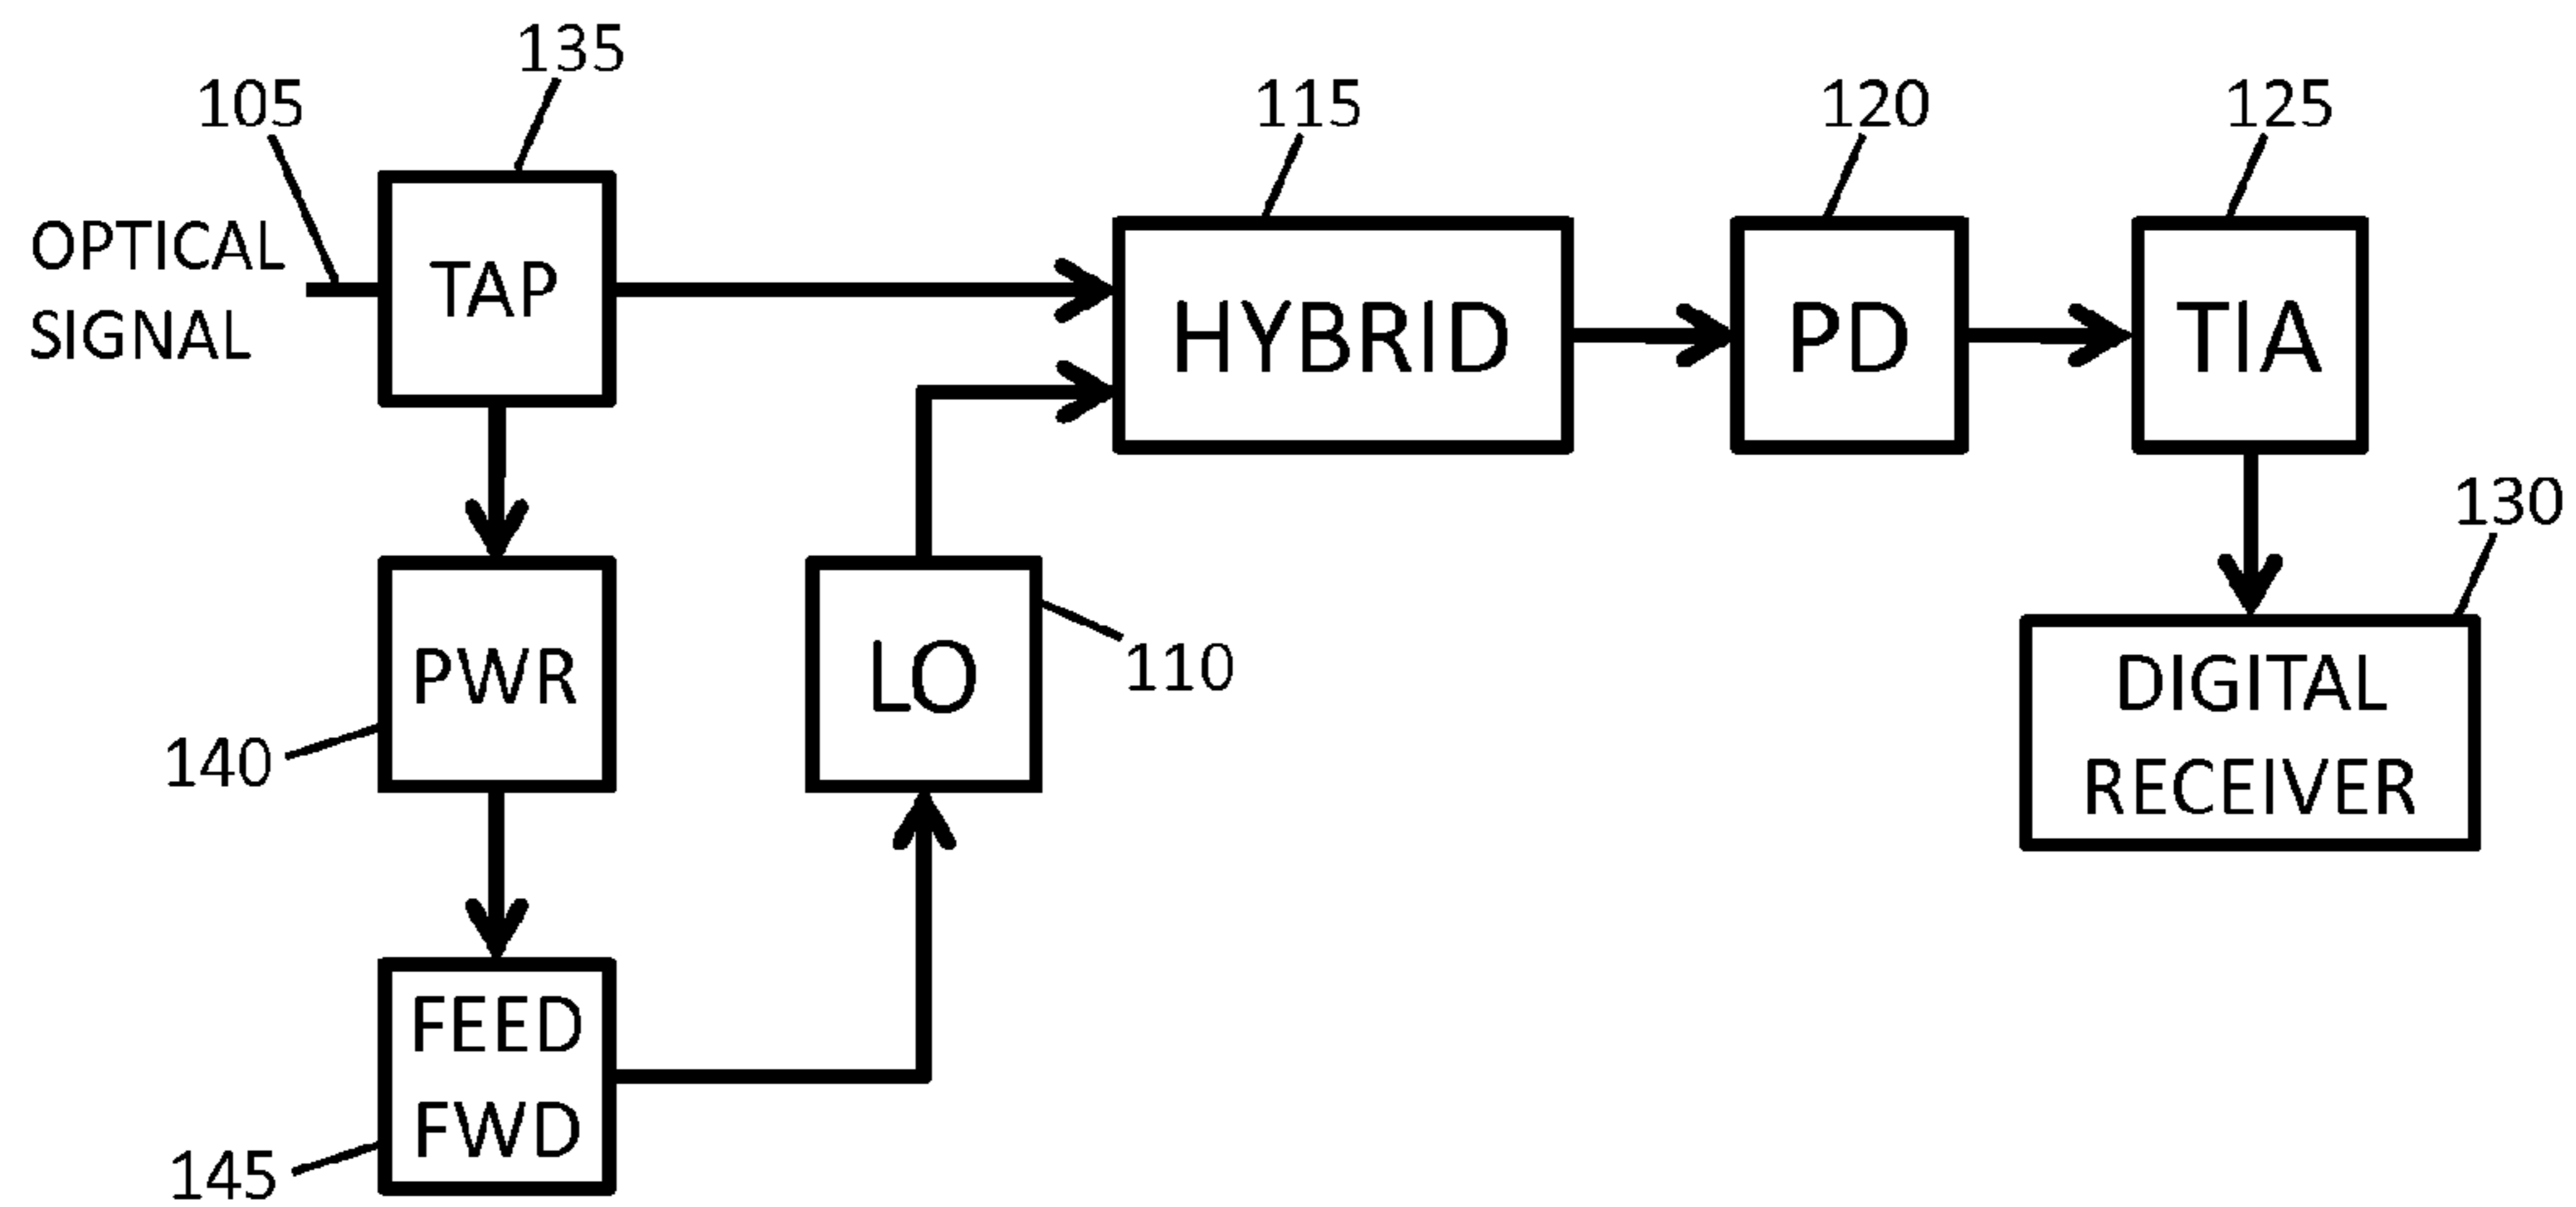 135
105
115
120
125
OPTICAL
SIGNAL
TAP
HYBRID
PD
TIA
130
PWR
LO
110
140
DIGITAL
RECEIVER
FEED
FWD
145